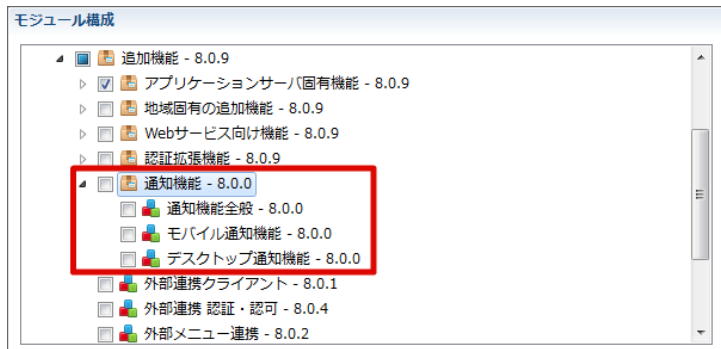 モジュール構成
追加機能 - 8.0.9
アプリケーションサーバ固有機能 - 8.0.9
地域固有の追加機能 - 8.0.9
Webサービス向け機能 - 8.0.9
認証拡張機能 - 8.0.9
通知機能 - 8.0.0
通知機能全般 - 8.0.0
モバイル通知機能 - 8.0.0
デスクトップ通知機能 - 8.0.0
外部連携クライアント - 8.0.1
外部連携 認証・認可 - 8.0.4
外部メニュー連携 - 8.0.2